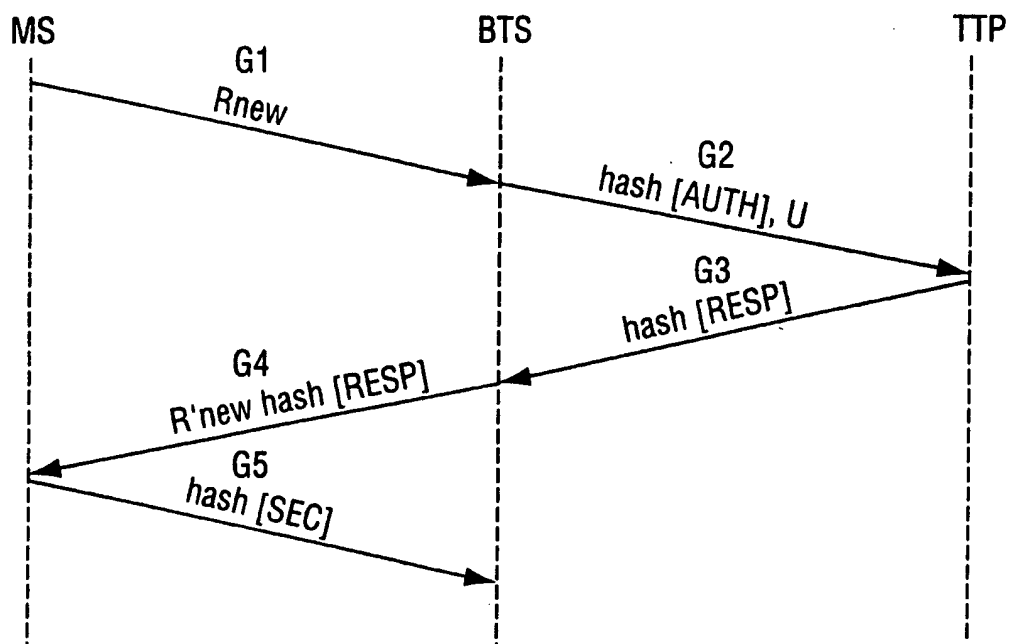 MS
BTS
TTP
G1
Rnew
G2
hash [AUTH], U
G3
hash [RESP]
G4
R'new hash [RESP]
G5
hash [SEC]